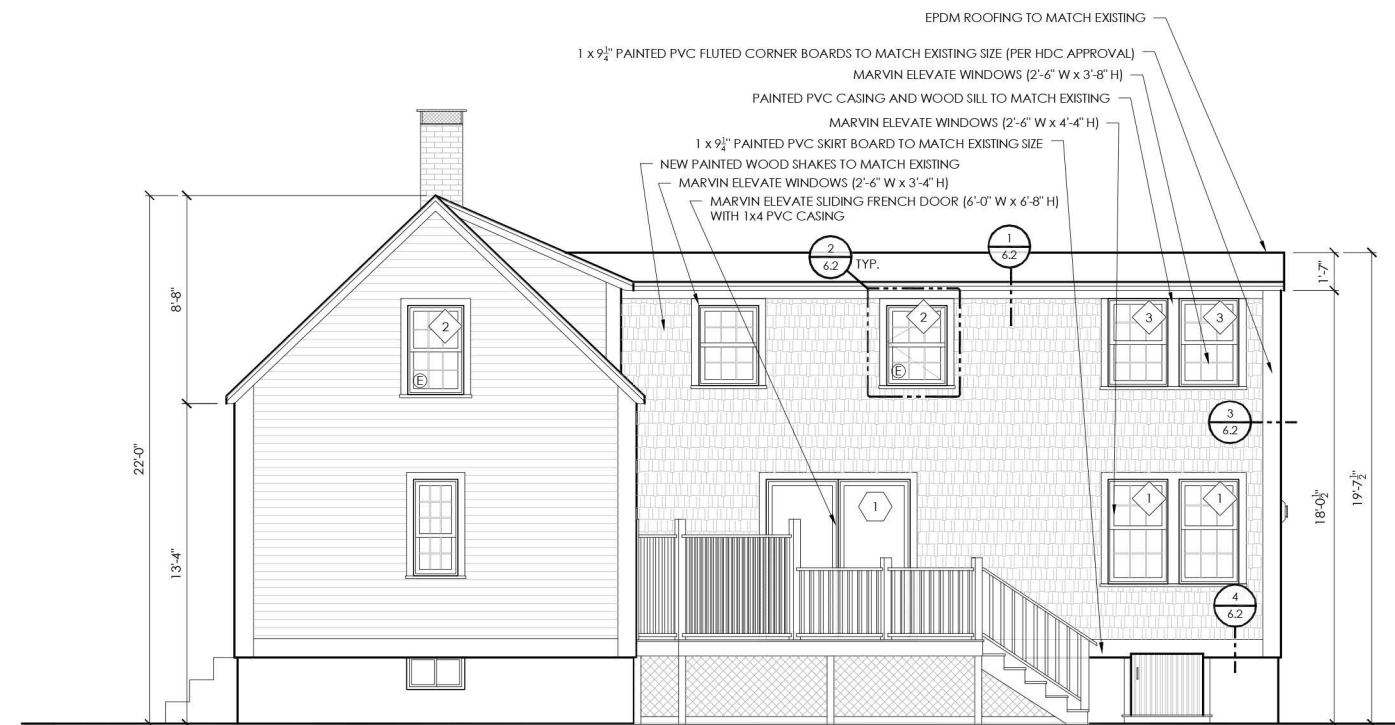 EPDM ROOFING TO MATCH EXISTING
1 x 9¼" PAINTED PVC FLUTED CORNER BOARDS TO MATCH EXISTING SIZE (PER HDC APPROVAL)
MARVIN ELEVATE WINDOWS (2'-6" W x 3'-8" H)
PAINTED PVC CASING AND WOOD SILL TO MATCH EXISTING
MARVIN ELEVATE WINDOWS (2'-6" W x 4'-4" H)
1 x 9¼" PAINTED PVC SKIRT BOARD TO MATCH EXISTING SIZE
NEW PAINTED WOOD SHAKES TO MATCH EXISTING
MARVIN ELEVATE WINDOWS (2'-6" W x 3'-4" H)
MARVIN ELEVATE SLIDING FRENCH DOOR (6'-0" W x 6'-8" H)
WITH 1x4 PVC CASING
2
6.2
TYP.
1
6.2
1'-7"
8'-8"
2
E
2
E
3
3
3
6.2
22'-0"
13'-4"
1
1
1
18'-0½"
19'-7½"
4
6.2